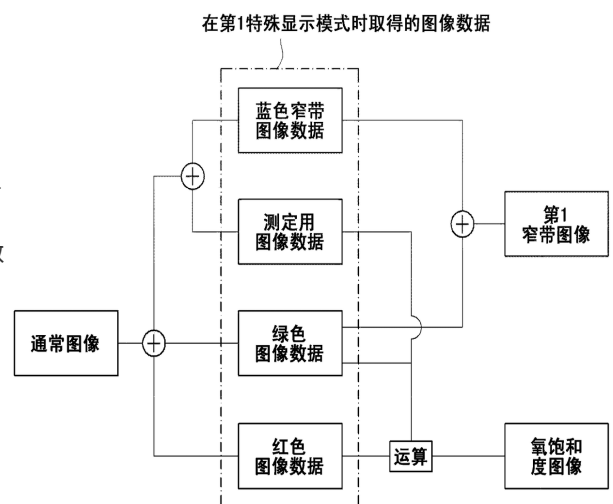 在第1特殊显示模式时取得的图像数据
蓝色窄带
图像数据
测定用
图像数据
第1
窄带图像
通常图像
绿色
图像数据
红色
图像数据
运算
氧饱和
度图像